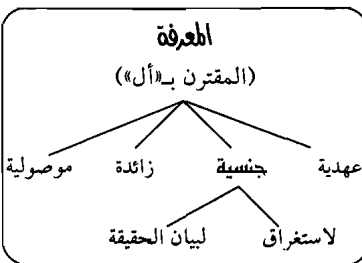 المعرفة
(المقترن بـ«أل»)
عهدية جنسية زائدة موصولية
لاستغراق لبيان الحقيقة